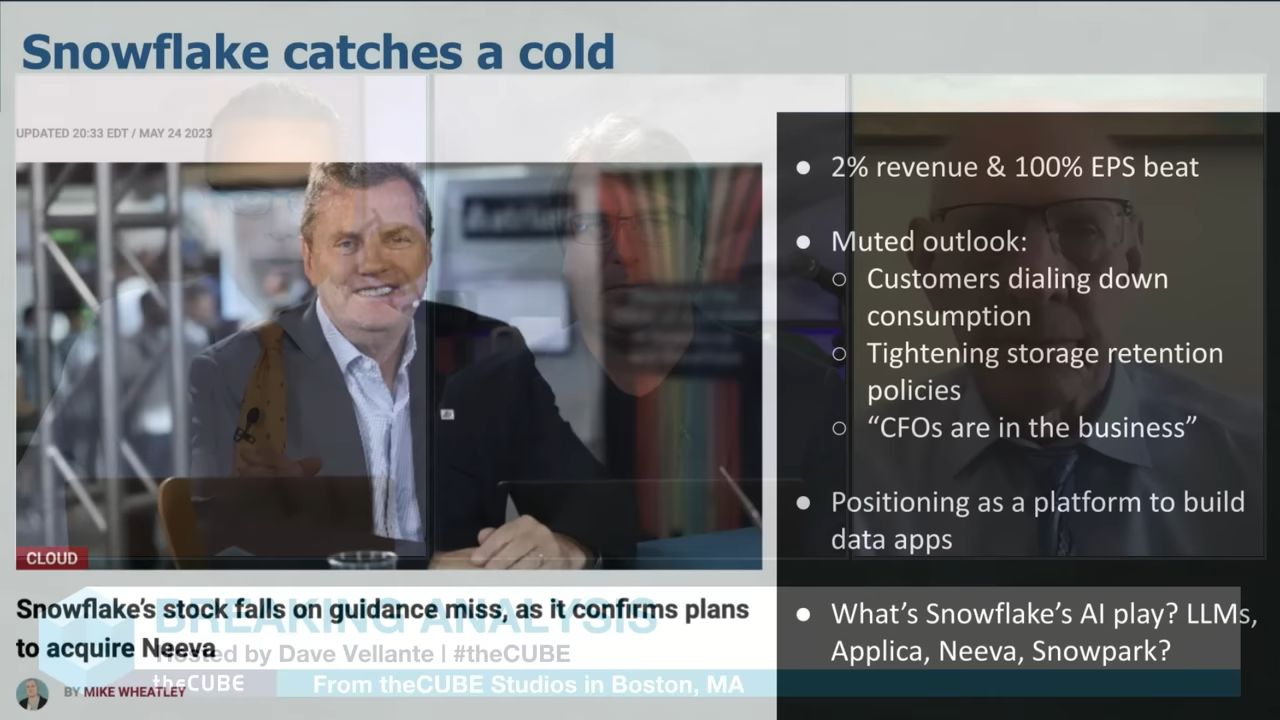 Snowflake catches a cold
UPDATED 20:33 EDT / MAY 24 2023
CLOUD
Snowflake's stock falls on guidance miss, as it confirms plans
to acquire Neeva
BY MIKE WHEATLEY
● 2% revenue & 100% EPS beat
● Muted outlook:
○ Customers dialing down
consumption
○ Tightening storage retention
policies
○ “CFOs are in the business”
● Positioning as a platform to build
data apps
● What’s Snowflake’s AI play? LLMs,
Applica, Neeva, Snowpark?
BREAKING ANALYSIS
Hosted by Dave Vellante | #theCUBE
theCUBE
From theCUBE Studios in Boston, MA